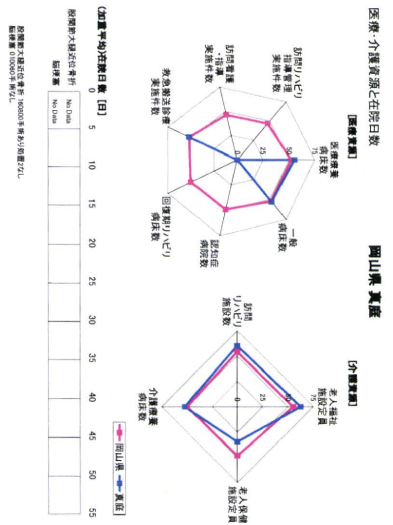 医療・介護資源と在院日数
岡山県 真庭
[医療資源]
医療療養
病床数
75
50
25
0
一般
病床数
認知症
病院数
回復期リハビリ
病床数
救急搬送診療
実施件数
訪問看護
・指導
実施件数
訪問リハビリ
指導管理
実施件数
[介護資源]
老人福祉
施設定員
75
50
25
0
老人保健
施設定員
介護療養
病床数
訪問
リハビリ
施設数
岡山県
真庭
(加重平均)在院日数 [日]
0 5 10 15 20 25 30 35 40 45 50 55
股関節大腿近位骨折 No Data
脳梗塞 No Data
股関節大腿近位骨折 160800手術あり処置2なし
脳梗塞 010060手術なし